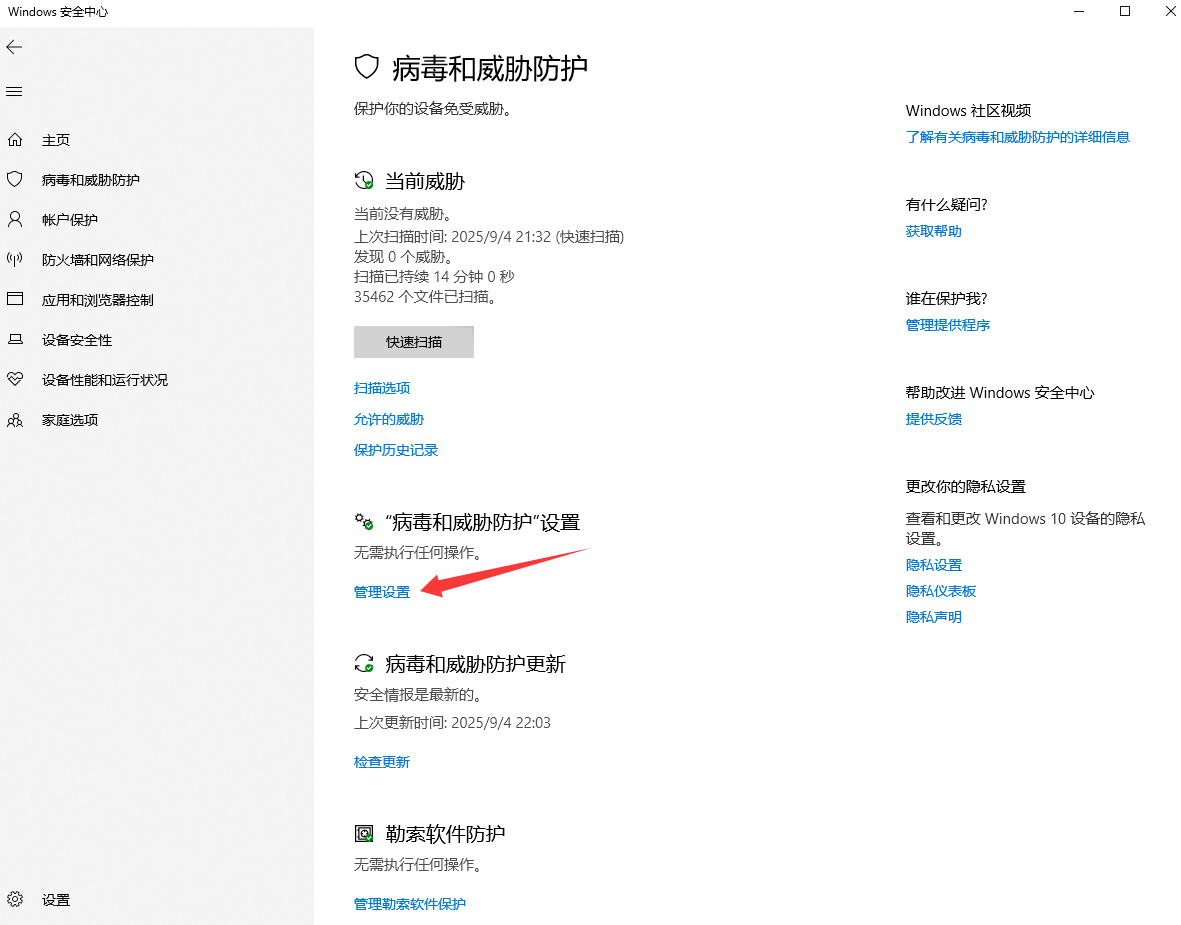 Windows 安全中心
主页
病毒和威胁防护
帐户保护
防火墙和网络保护
应用和浏览器控制
设备安全性
设备性能和运行状况
家庭选项
设置
病毒和威胁防护
保护你的设备免受威胁。
当前威胁
当前没有威胁。
上次扫描时间: 2025/9/4 21:32 (快速扫描)
发现 0 个威胁。
扫描已持续 14 分钟 0 秒
35462 个文件已扫描。
快速扫描
扫描选项
允许的威胁
保护历史记录
“病毒和威胁防护”设置
无需执行任何操作。
管理设置
病毒和威胁防护更新
安全情报是最新的。
上次更新时间: 2025/9/4 22:03
检查更新
勒索软件防护
无需执行任何操作。
管理勒索软件保护
Windows 社区视频
了解有关病毒和威胁防护的详细信息
有什么疑问?
获取帮助
谁在保护我?
管理提供程序
帮助改进 Windows 安全中心
提供反馈
更改你的隐私设置
查看和更改 Windows 10 设备的隐私
设置。
隐私设置
隐私仪表板
隐私声明